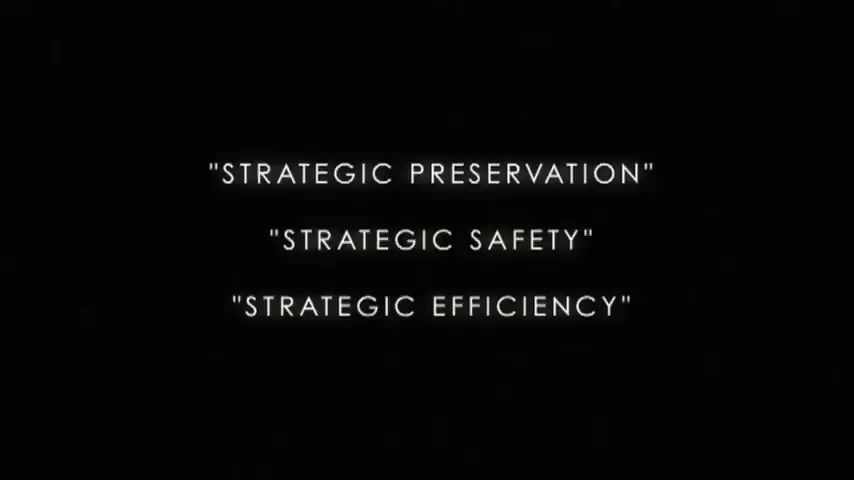 "STRATEGIC PRESERVATION"
"STRATEGIC SAFETY"
"STRATEGIC EFFICIENCY"